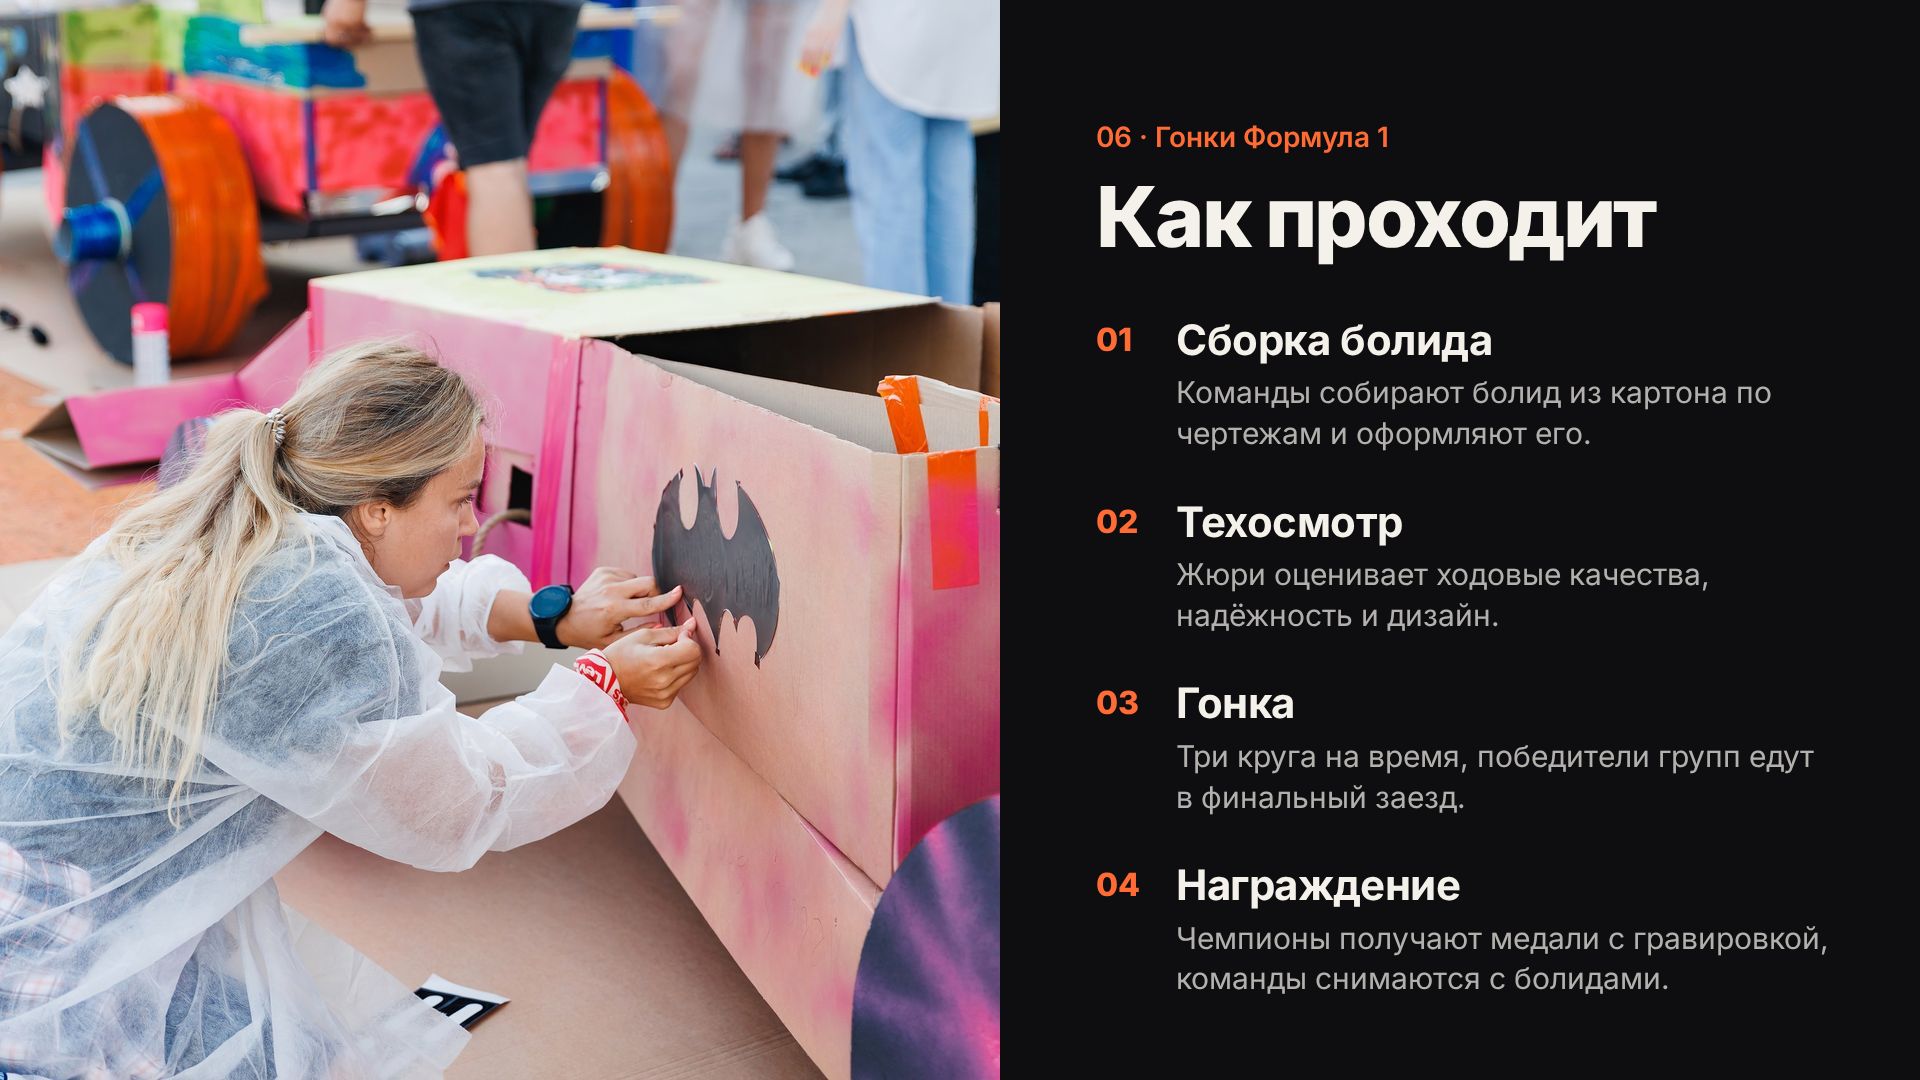 06 · Гонки Формула 1
Как проходит
01 Сборка болида
Команды собирают болид из картона по
чертежам и оформляют его.
02 Техосмотр
Жюри оценивает ходовые качества,
надёжность и дизайн.
03 Гонка
Три круга на время, победители групп едут
в финальный заезд.
04 Награждение
Чемпионы получают медали с гравировкой,
команды снимаются с болидами.